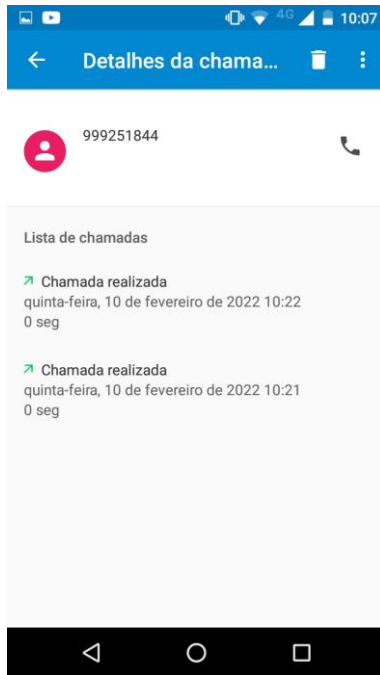 4G 10:07
Detalhes da chama...
999251844
Lista de chamadas
Chamada realizada
quinta-feira, 10 de fevereiro de 2022 10:22
0 seg
Chamada realizada
quinta-feira, 10 de fevereiro de 2022 10:21
0 seg